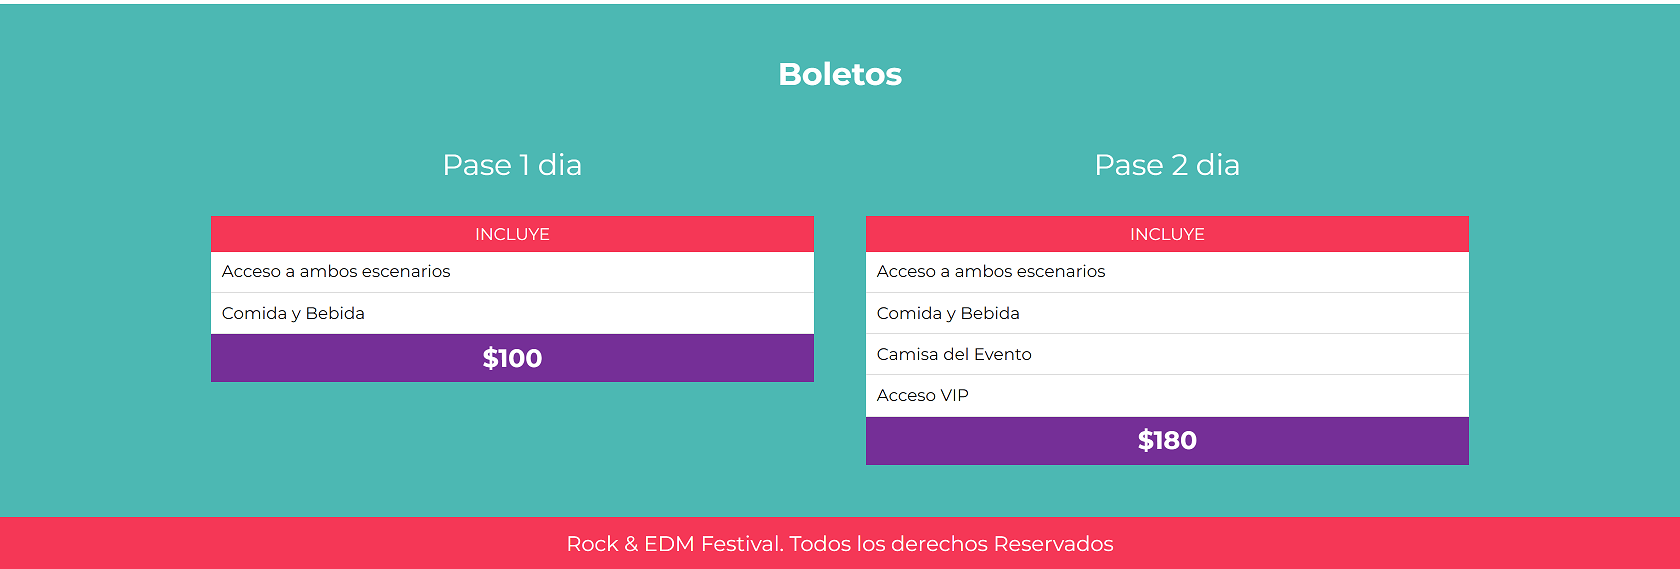 Boletos
Pase 1 dia
INCLUYE
Acceso a ambos escenarios
Comida y Bebida
$100
Pase 2 dia
INCLUYE
Acceso a ambos escenarios
Comida y Bebida
Camisa del Evento
Acceso VIP
$180
Rock & EDM Festival. Todos los derechos Reservados